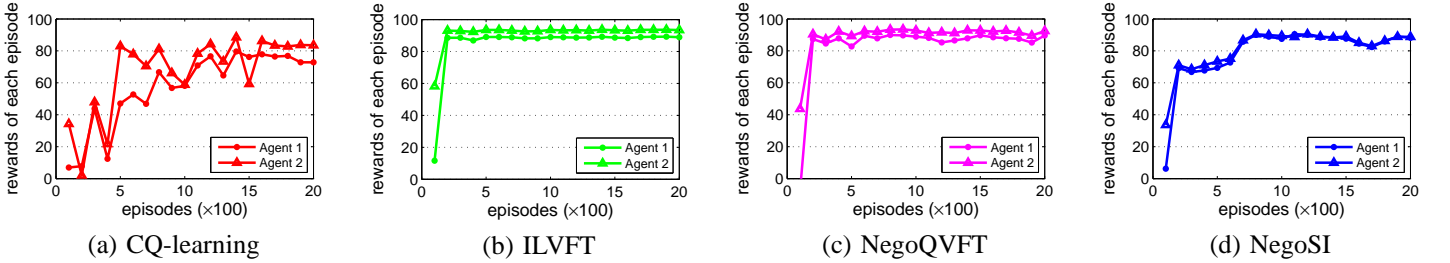 rewards of each episode
100
80
60
40
20
0
0 5 10 15 20
episodes (×100)
Agent 1
Agent 2
(a) CQ-learning
rewards of each episode
100
80
60
40
20
0
0 5 10 15 20
episodes (×100)
Agent 1
Agent 2
(b) ILVFT
rewards of each episode
100
80
60
40
20
0
0 5 10 15 20
episodes (×100)
Agent 1
Agent 2
(c) NegoQVFT
rewards of each episode
100
80
60
40
20
0
0 5 10 15 20
episodes (×100)
Agent 1
Agent 2
(d) NegoSI